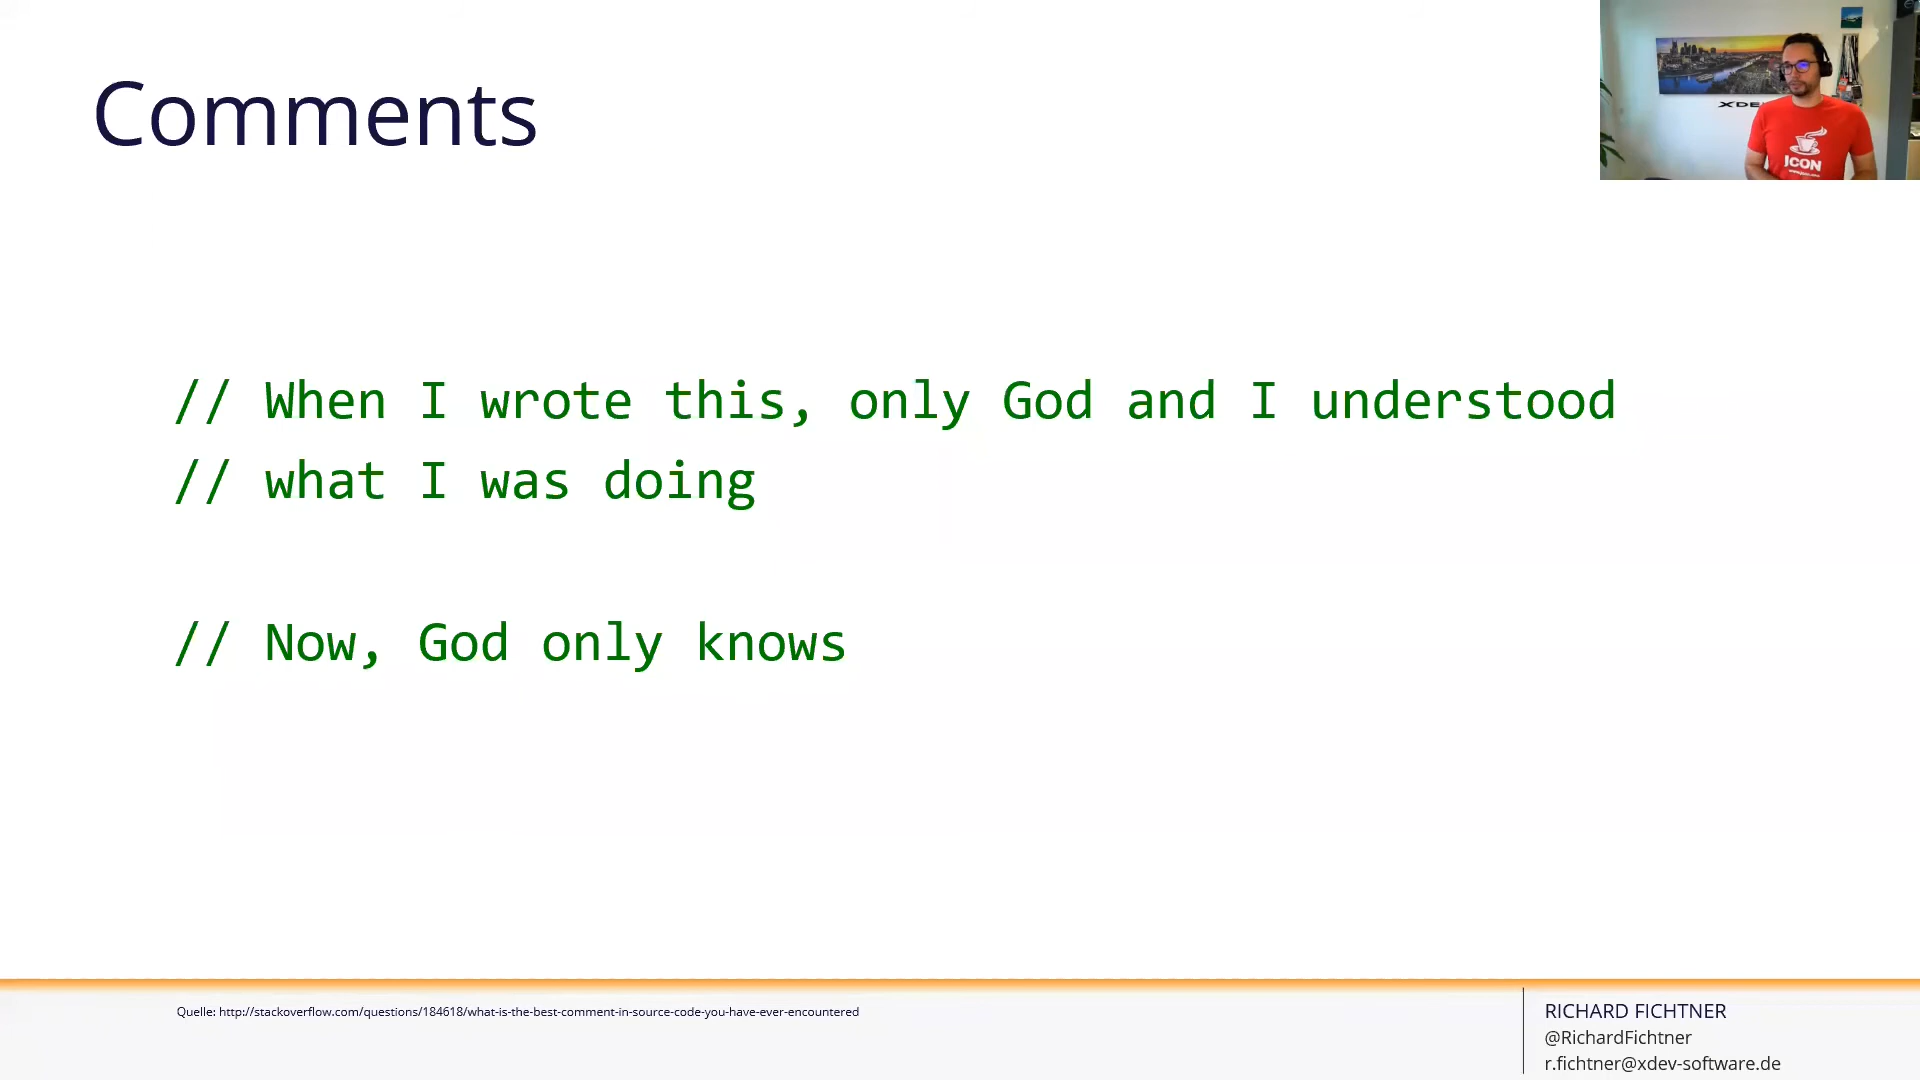 Comments
JCON
// When I wrote this, only God and I understood
// what I was doing
// Now, God only knows
Quelle: http://stackoverflow.com/questions/184618/what-is-the-best-comment-in-source-code-you-have-ever-encountered
RICHARD FICHTNER
@RichardFichtner
r.fichtner@xdev-software.de